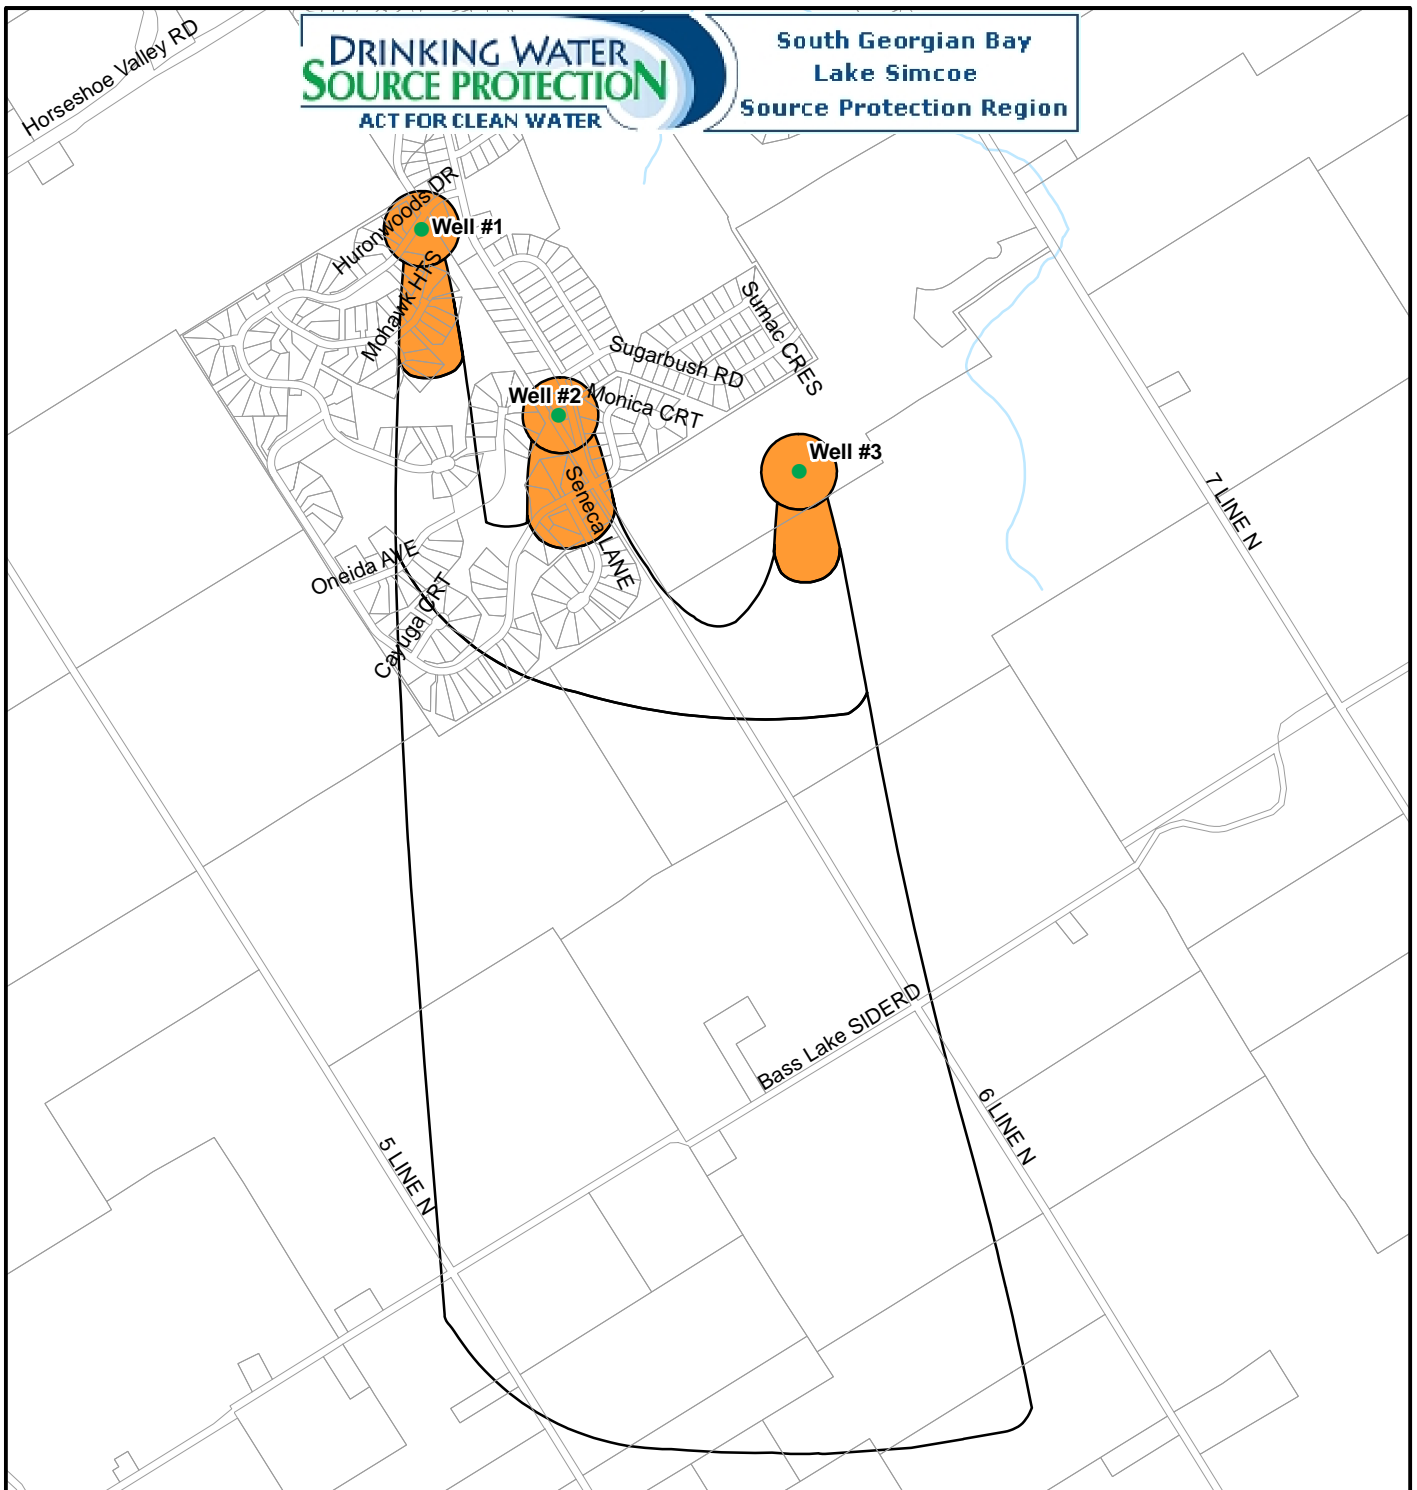 DRINKING WATER
SOURCE PROTECTION
ACT FOR CLEAN WATER
South Georgian Bay
Lake Simcoe
Source Protection Region
Horseshoe Valley RD
Huronwoods DR
Well #1
Mohawk HTS
Sumac CRES
Sugarbush RD
Well #2
Monica CRT
Well #3
Seneca LANE
7 LINE N
Oneida AVE
Cayuga CRT
Bass Lake SIDERD
6 LINE N
5 LINE N